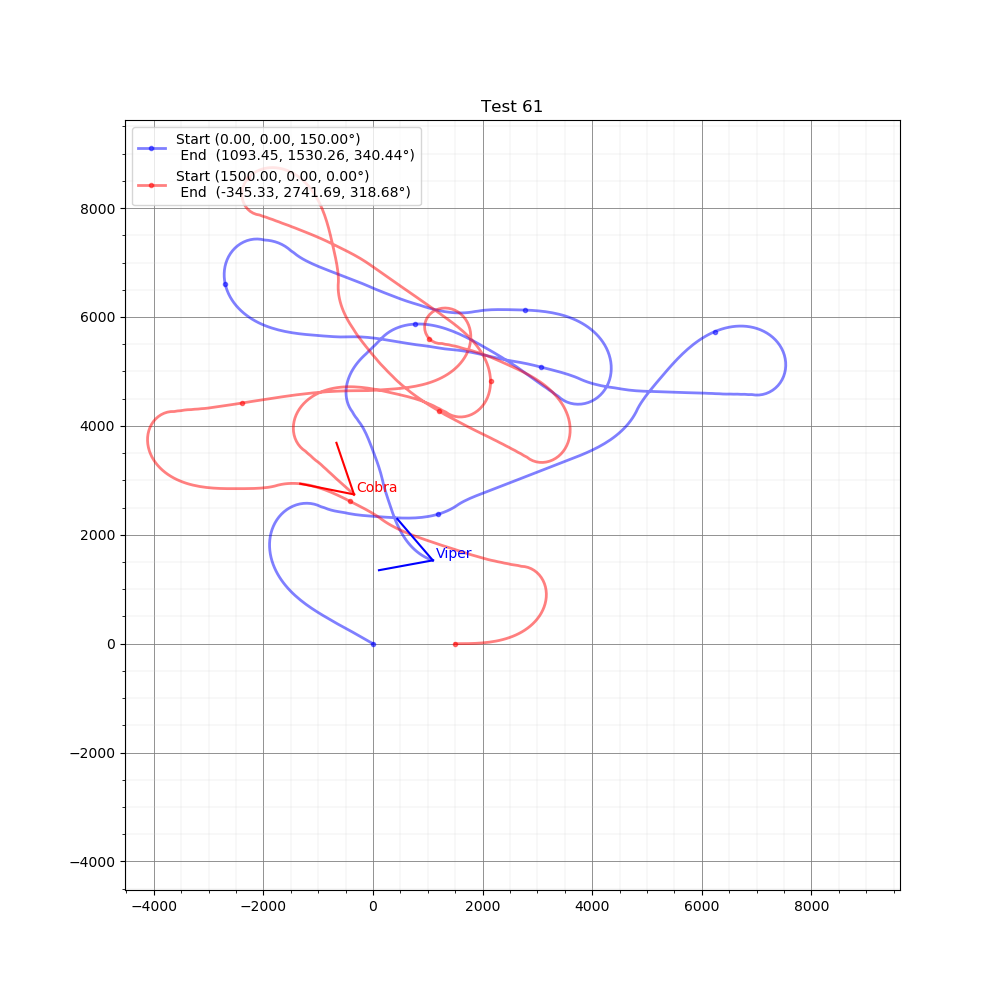 Test 61
Start (0.00, 0.00, 150.00°)
End (1093.45, 1530.26, 340.44°)
Start (1500.00, 0.00, 0.00°)
End (-345.33, 2741.69, 318.68°)
8000
6000
4000
2000
0
−2000
−4000
Cobra
Viper
−4000 −2000 0 2000 4000 6000 8000